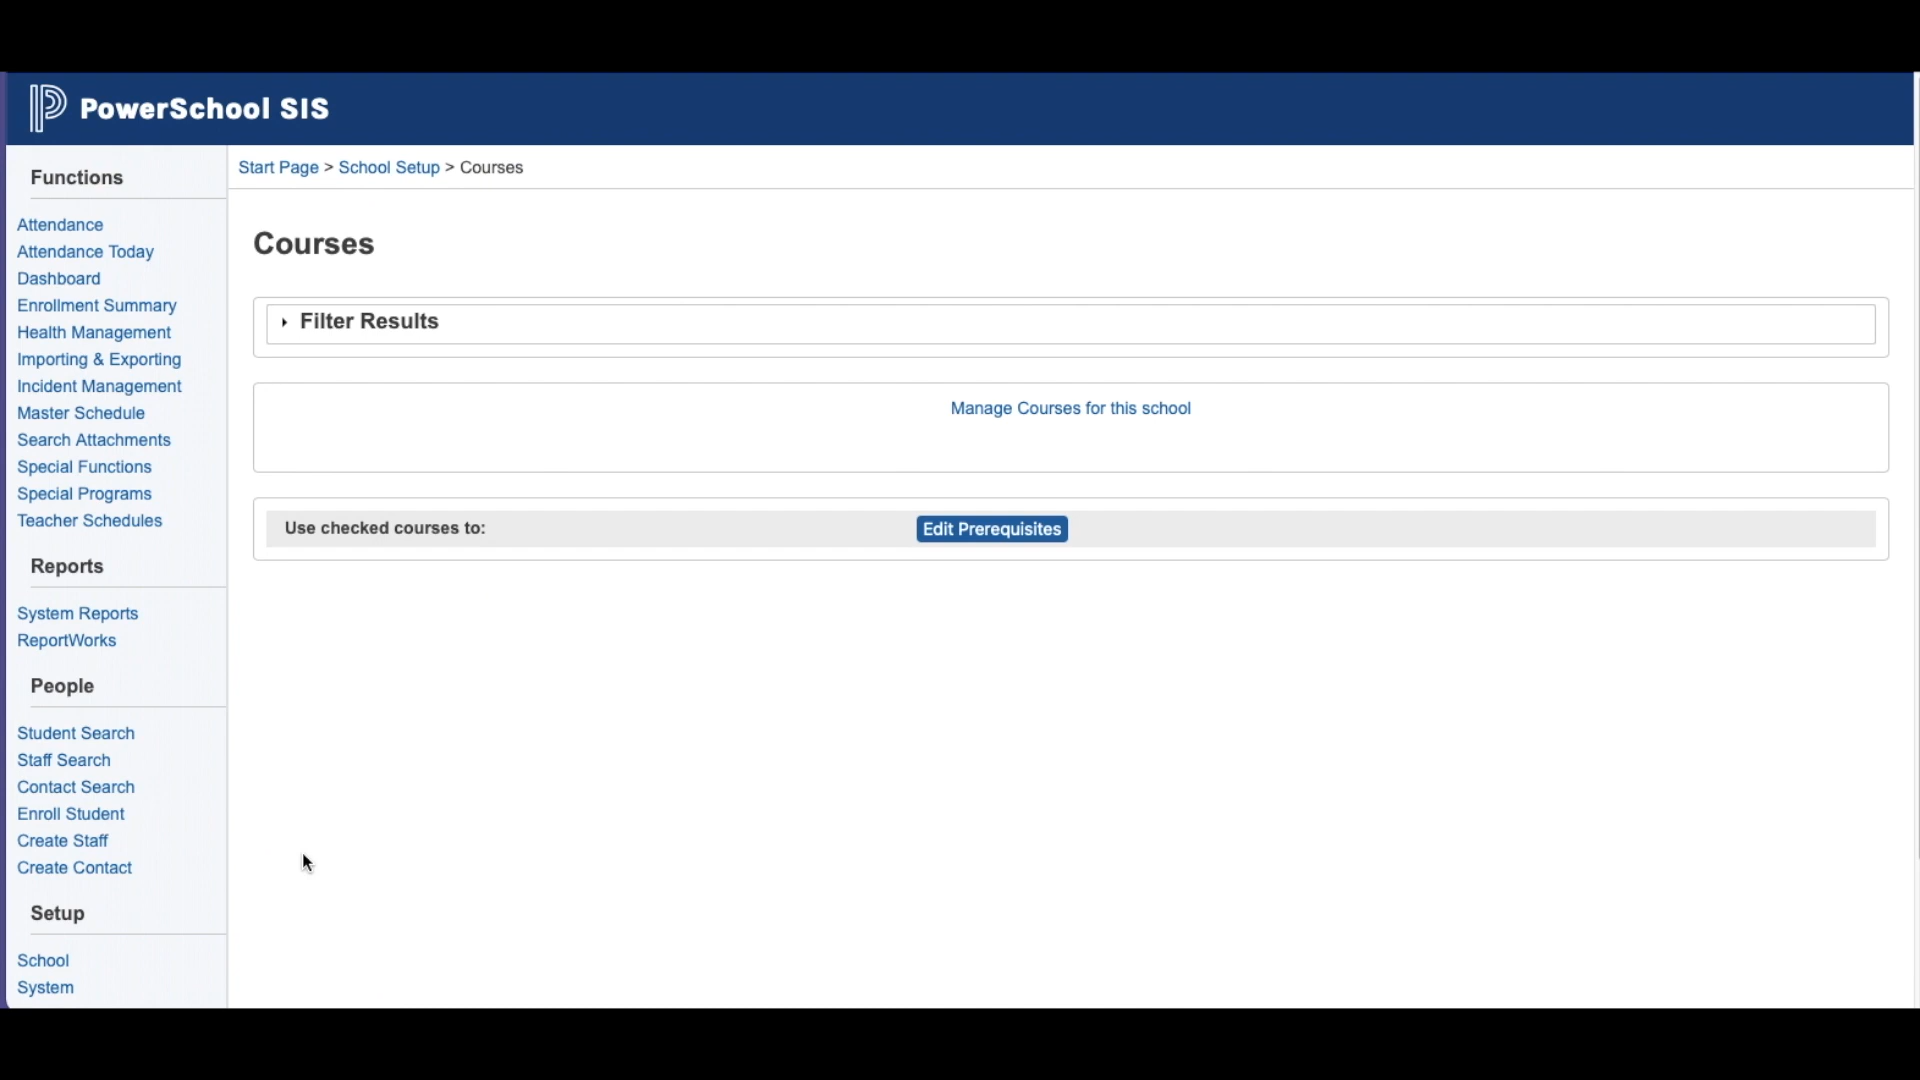 PowerSchool SIS
Functions
Attendance
Attendance Today
Dashboard
Enrollment Summary
Health Management
Importing & Exporting
Incident Management
Master Schedule
Search Attachments
Special Functions
Special Programs
Teacher Schedules
Reports
System Reports
ReportWorks
People
Student Search
Staff Search
Contact Search
Enroll Student
Create Staff
Create Contact
Setup
School
System
Start Page > School Setup > Courses
Courses
Filter Results
Manage Courses for this school
Use checked courses to: Edit Prerequisites